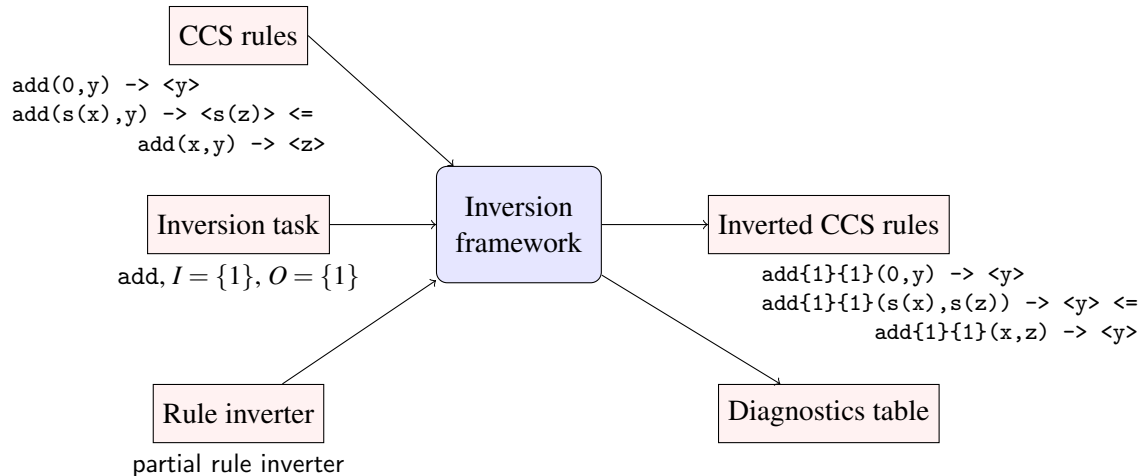 CCS rules
add(0,y) -> <y>
add(s(x),y) -> <s(z)> <=
add(x,y) -> <z>
Inversion task
add, I = {1}, O = {1}
Rule inverter
partial rule inverter
Inversion
framework
Inverted CCS rules
add{1}{1}(0,y) -> <y>
add{1}{1}(s(x),s(z)) -> <y> <=
add{1}{1}(x,z) -> <y>
Diagnostics table